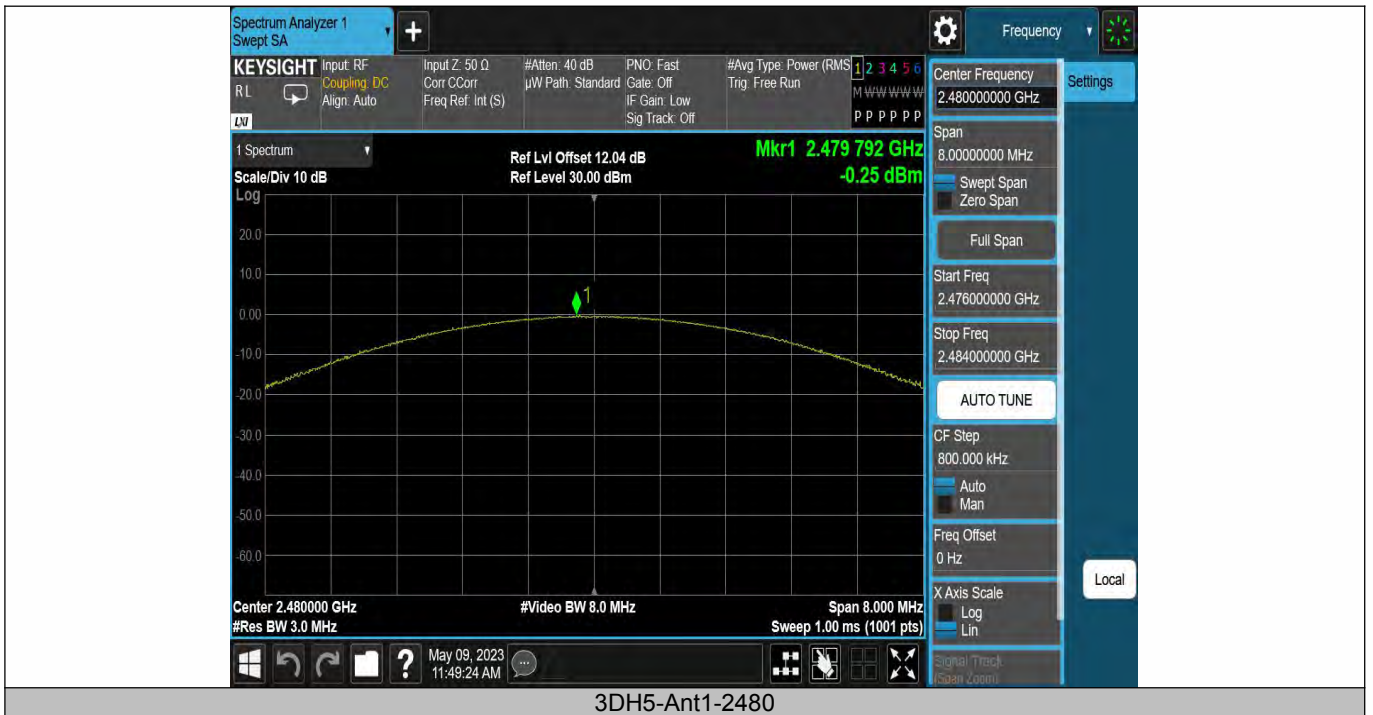 Spectrum Analyzer 1
Swept SA
Frequency
KEYSIGHT
RL
LXI
Input: RF
Coupling: DC
Align: Auto
Input Z: 50 Ω
Corr CCorr
Freq Ref: Int (S)
#Atten: 40 dB
µW Path: Standard
PNO: Fast
Gate: Off
IF Gain: Low
Sig Track: Off
#Avg Type: Power (RMS
Trig: Free Run
1 2 3 4 5 6
M W W W W W
P P P P P P
Center Frequency
2.480000000 GHz
Settings
Span
8.00000000 MHz
Swept Span
Zero Span
Full Span
Start Freq
2.476000000 GHz
Stop Freq
2.484000000 GHz
AUTO TUNE
CF Step
800.000 kHz
Auto
Man
Freq Offset
0 Hz
X Axis Scale
Log
Lin
Signal Track
(Span Zoom)
Local
1 Spectrum
Scale/Div 10 dB
Log
Ref Lvl Offset 12.04 dB
Ref Level 30.00 dBm
Mkr1 2.479 792 GHz
-0.25 dBm
20.0
10.0
1
0.00
-10.0
-20.0
-30.0
-40.0
-50.0
-60.0
Center 2.480000 GHz
#Res BW 3.0 MHz
#Video BW 8.0 MHz
Span 8.000 MHz
Sweep 1.00 ms (1001 pts)
?
May 09, 2023
11:49:24 AM
3DH5-Ant1-2480